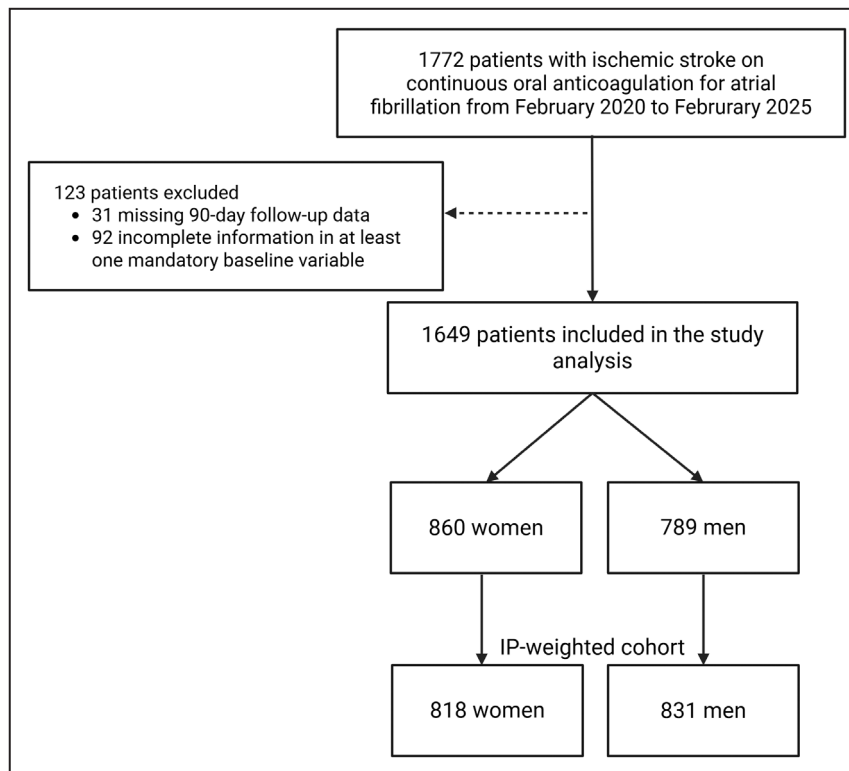 1772 patients with ischemic stroke on
continuous oral anticoagulation for atrial
fibrillation from February 2020 to Februrary 2025
123 patients excluded
• 31 missing 90-day follow-up data
• 92 incomplete information in at least
one mandatory baseline variable
1649 patients included in the study
analysis
860 women
789 men
IP-weighted cohort
818 women
831 men